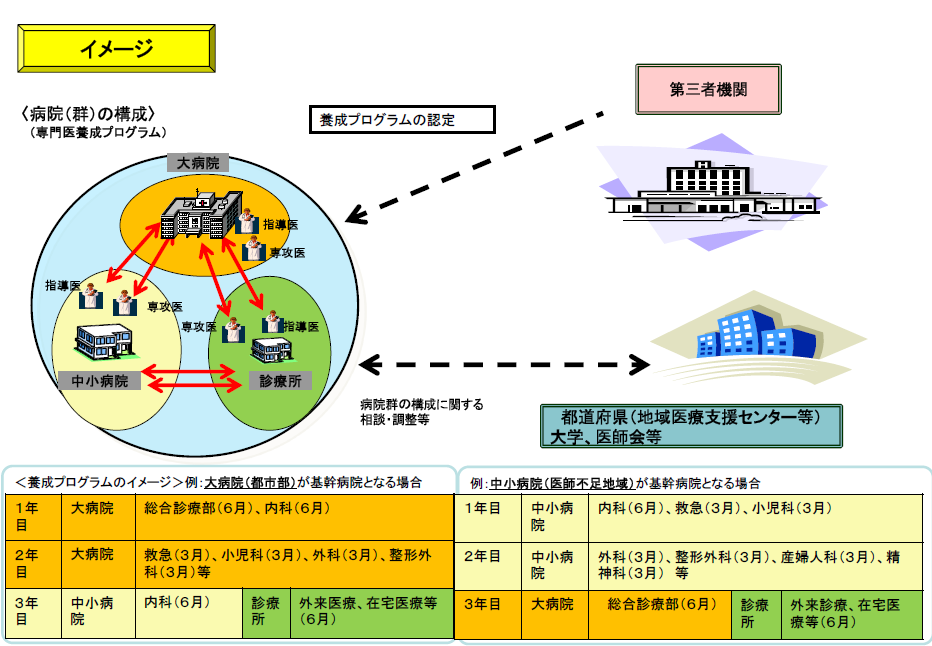 イメージ
第三者機関
〈病院(群)の構成〉
(専門医養成プログラム)
養成プログラムの認定
大病院
指導医
専攻医
指導医
専攻医
専攻医
指導医
中小病院
診療所
病院群の構成に関する
相談・調整等
都道府県(地域医療支援センター等)
大学、医師会等
<養成プログラムのイメージ>例:大病院(都市部)が基幹病院となる場合
1年
目
大病院
総合診療部(6月)、内科(6月)
2年
目
大病院
救急(3月)、小児科(3月)、外科(3月)、整形外
科(3月)等
3年
目
中小病
院
内科(6月)
診療
所
外来医療、在宅医療等
(6月)
例:中小病院(医師不足地域)が基幹病院となる場合
1年目
中小病
院
内科(6月)、救急(3月)、小児科(3月)
2年目
中小病
院
外科(3月)、整形外科(3月)、産婦人科(3月)、精
神科(3月) 等
3年目
大病院
総合診療部(6月)
診療
所
外来診療、在宅医
療等(6月)